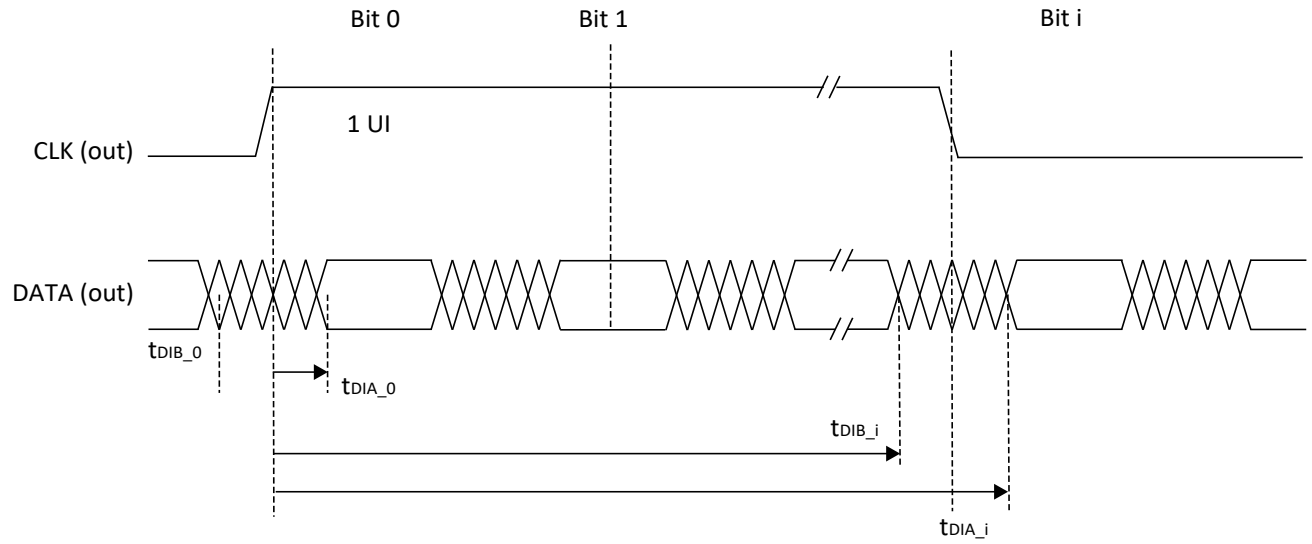 Bit 0
Bit 1
Bit i
1 UI
CLK (out)
DATA (out)
tDIB_0
tDIA_0
tDIB_i
tDIA_i